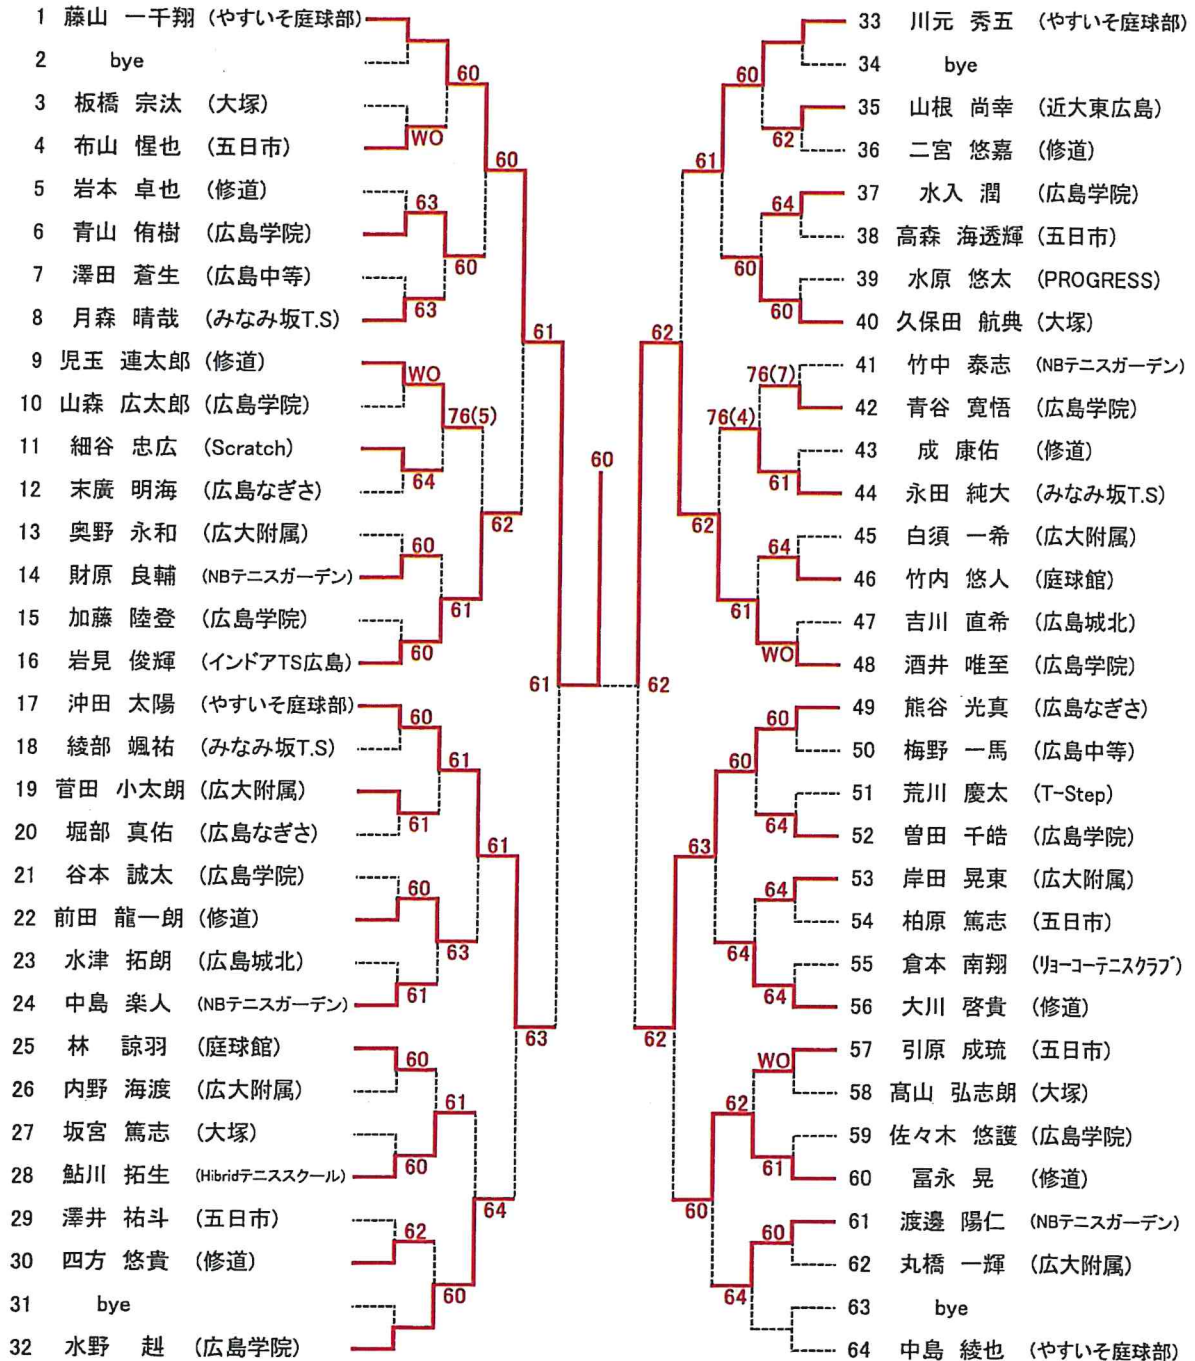 1 藤山 一千翔 (やすいそ庭球部)
2 bye
3 板橋 宗汰 (大塚)
4 布山 惺也 (五日市)
5 岩本 卓也 (修道)
6 青山 侑樹 (広島学院)
7 澤田 蒼生 (広島中等)
8 月森 晴哉 (みなみ坂T.S)
9 児玉 連太郎 (修道)
10 山森 広太郎 (広島学院)
11 細谷 忠広 (Scratch)
12 末廣 明海 (広島なぎさ)
13 奥野 永和 (広大附属)
14 財原 良輔 (NBテニスガーデン)
15 加藤 陸登 (広島学院)
16 岩見 俊輝 (インドアTS広島)
17 沖田 太陽 (やすいそ庭球部)
18 綾部 颯祐 (みなみ坂T.S)
19 菅田 小太朗 (広大附属)
20 堀部 真佑 (広島なぎさ)
21 谷本 誠太 (広島学院)
22 前田 龍一朗 (修道)
23 水津 拓朗 (広島城北)
24 中島 楽人 (NBテニスガーデン)
25 林 諒羽 (庭球館)
26 内野 海渡 (広大附属)
27 坂宮 篤志 (大塚)
28 鮎川 拓生 (Hibridテニススクール)
29 澤井 祐斗 (五日市)
30 四方 悠貴 (修道)
31 bye
32 水野 越 (広島学院)
WO
63
63
WO
64
60
60
60
61
60
61
60
60
62
60
60
76(5)
61
61
63
61
60
60
62
61
64
61
63
61
60
62
62
62
61
62
63
60
60
60
76(4)
61
60
64
62
64
62
64
60
76(7)
61
64
WO
60
64
64
64
WO
61
60
33 川元 秀五 (やすいそ庭球部)
34 bye
35 山根 尚幸 (近大東広島)
36 二宮 悠嘉 (修道)
37 水入 潤 (広島学院)
38 高森 海透輝 (五日市)
39 水原 悠太 (PROGRESS)
40 久保田 航典 (大塚)
41 竹中 泰志 (NBテニスガーデン)
42 青谷 寛悟 (広島学院)
43 成 康佑 (修道)
44 永田 純大 (みなみ坂T.S)
45 白須 一希 (広大附属)
46 竹内 悠人 (庭球館)
47 吉川 直希 (広島城北)
48 酒井 唯至 (広島学院)
49 熊谷 光真 (広島なぎさ)
50 梅野 一馬 (広島中等)
51 荒川 慶太 (T-Step)
52 曽田 千皓 (広島学院)
53 岸田 晃東 (広大附属)
54 柏原 篤志 (五日市)
55 倉本 南翔 (リョーコーテニスクラブ)
56 大川 啓貴 (修道)
57 引原 成琉 (五日市)
58 髙山 弘志朗 (大塚)
59 佐々木 悠護 (広島学院)
60 冨永 晃 (修道)
61 渡邊 陽仁 (NBテニスガーデン)
62 丸橋 一輝 (広大附属)
63 bye
64 中島 綾也 (やすいそ庭球部)